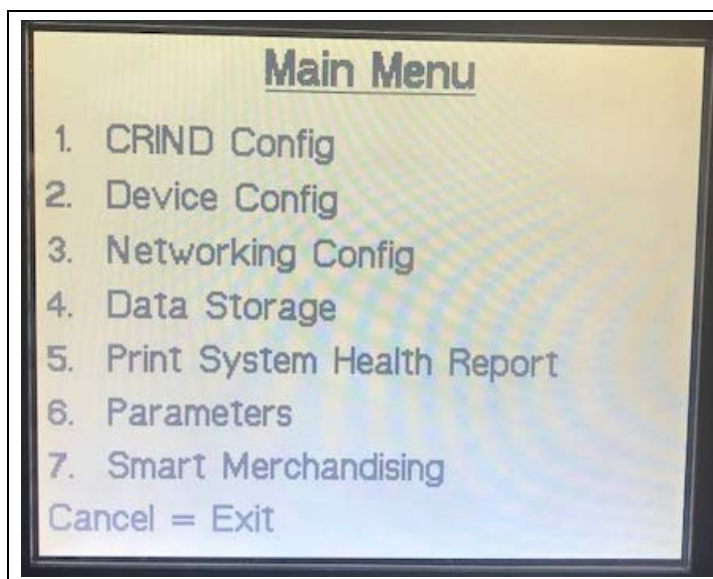 Main Menu
1. CRIND Config
2. Device Config
3. Networking Config
4. Data Storage
5. Print System Health Report
6. Parameters
7. Smart Merchandising
Cancel = Exit